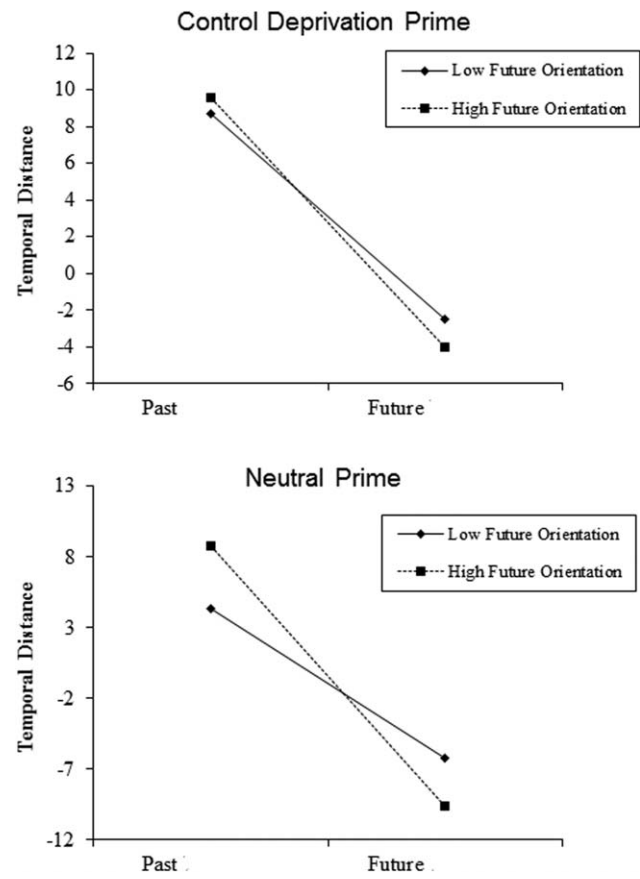 Control Deprivation Prime
12
10
8
6
4
2
0
-2
-4
-6
Temporal Distance
Low Future Orientation
High Future Orientation
Past
Future
Neutral Prime
13
8
3
-2
-7
-12
Temporal Distance
Low Future Orientation
High Future Orientation
Past
Future